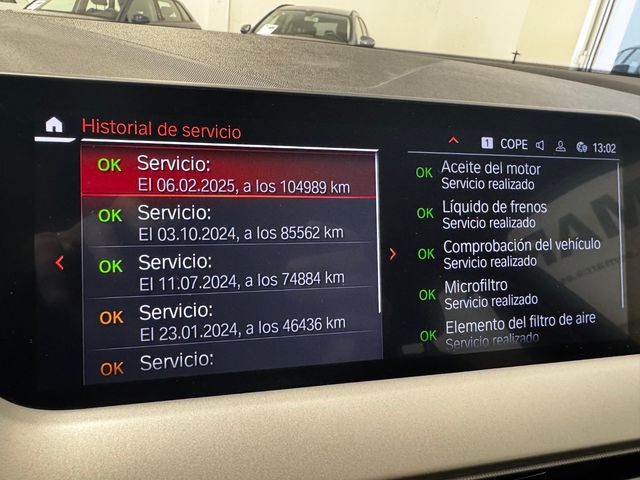 Historial de servicio
1 COPE 13:02
OK Servicio:
El 06.02.2025, a los 104989 km
OK Servicio:
El 03.10.2024, a los 85562 km
OK Servicio:
El 11.07.2024, a los 74884 km
OK Servicio:
El 23.01.2024, a los 46436 km
OK Servicio:
OK Aceite del motor
Servicio realizado
OK Líquido de frenos
Servicio realizado
OK Comprobación del vehículo
Servicio realizado
OK Microfiltro
Servicio realizado
OK Elemento del filtro de aire
Servicio realizado